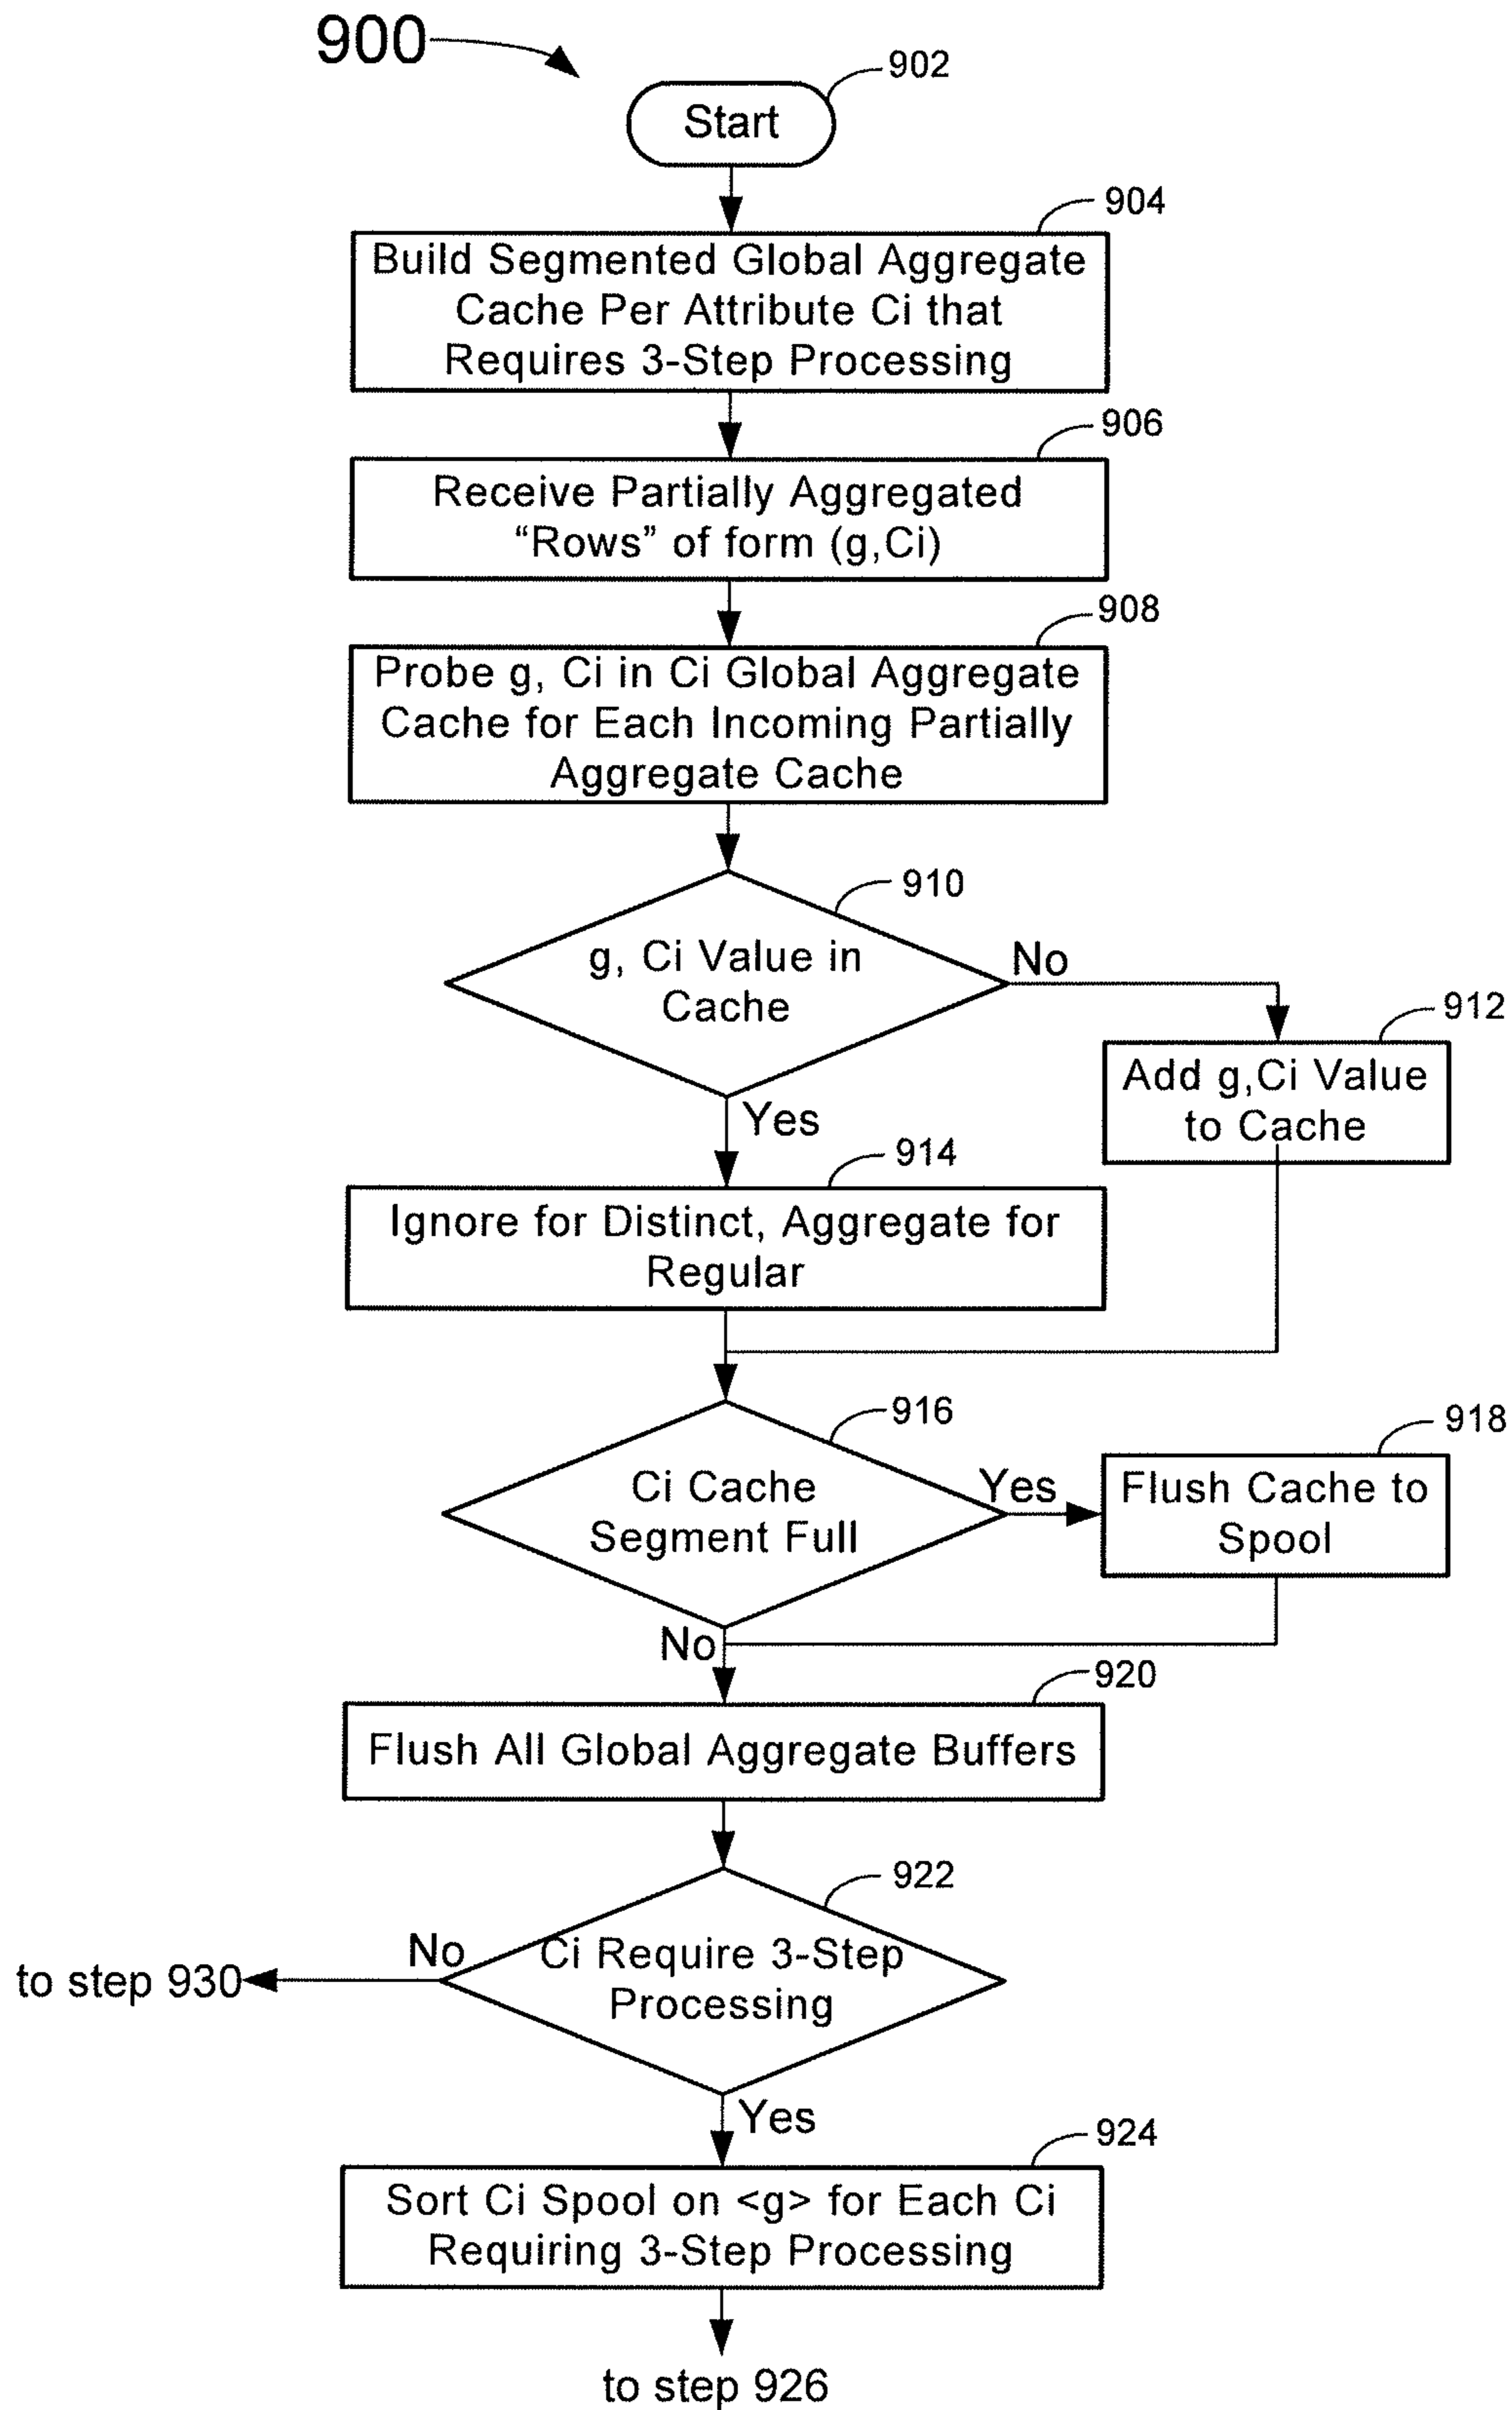 900
902
Start
904
Build Segmented Global Aggregate
Cache Per Attribute Ci that
Requires 3-Step Processing
906
Receive Partially Aggregated
“Rows” of form (g,Ci)
908
Probe g, Ci in Ci Global Aggregate
Cache for Each Incoming Partially
Aggregate Cache
910
g, Ci Value in
Cache
No
912
Add g,Ci Value
to Cache
Yes
914
Ignore for Distinct, Aggregate for
Regular
916
Ci Cache
Segment Full
Yes
918
Flush Cache to
Spool
No
920
Flush All Global Aggregate Buffers
922
Ci Require 3-Step
Processing
No
to step 930
Yes
924
Sort Ci Spool on <g> for Each Ci
Requiring 3-Step Processing
to step 926